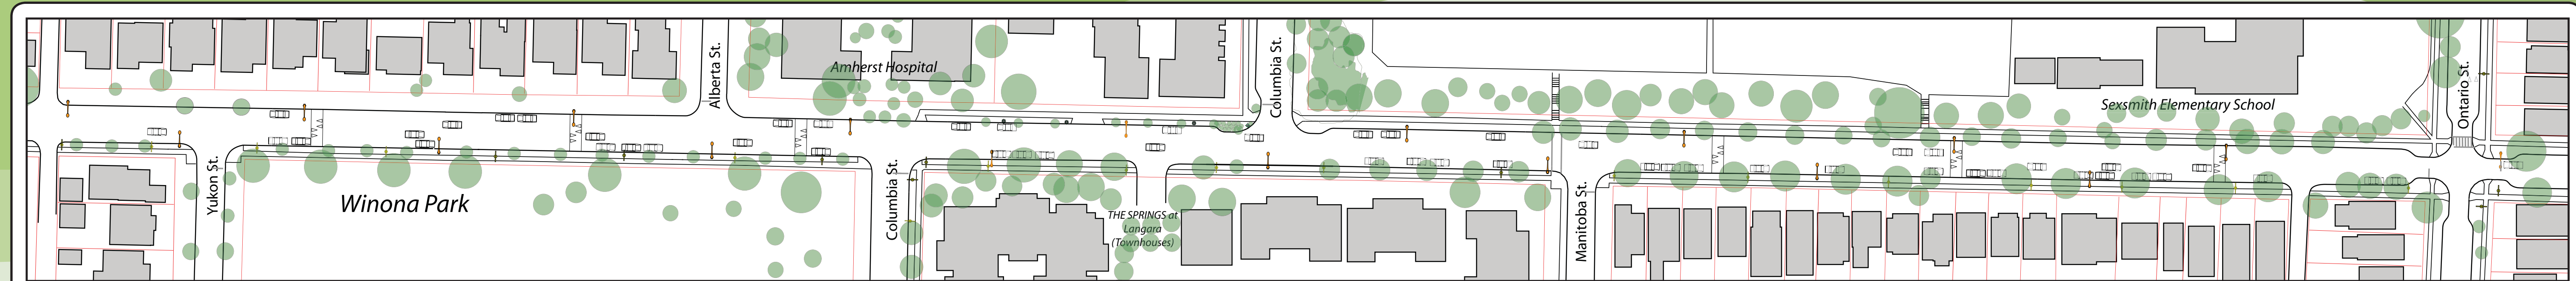 Alberta St.
Amherst Hospital
Columbia St.
Sexsmith Elementary School
Ontario St.
Yukon St.
Winona Park
Columbia St.
THE SPRINGS at
Langara
(Townhouses)
Manitoba St.